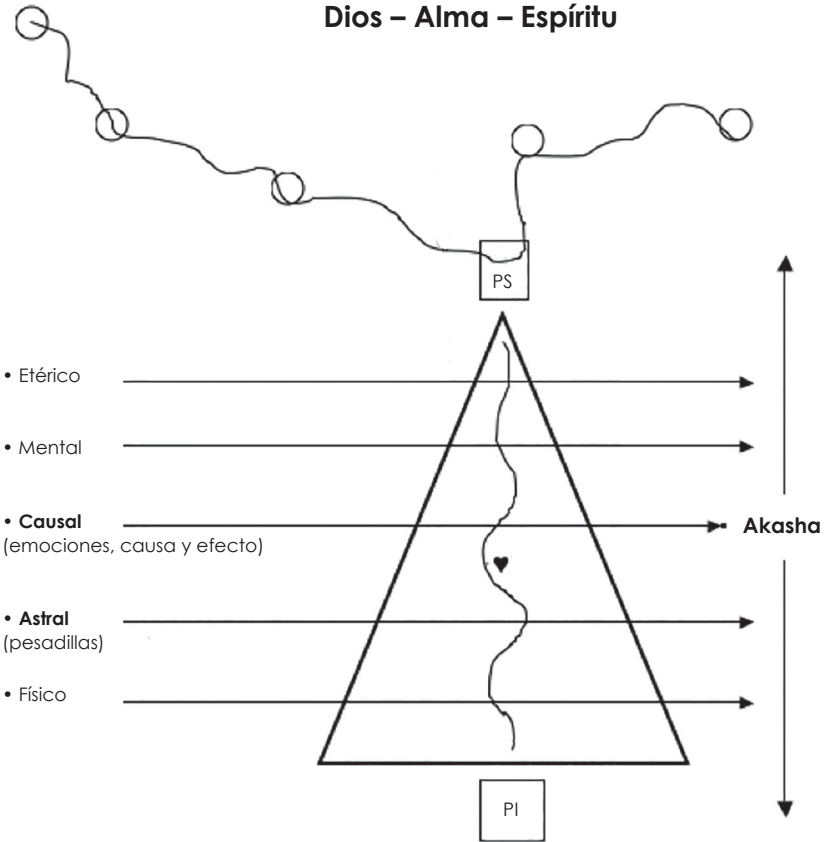 Dios – Alma – Espíritu
PS
• Etérico
• Mental
• Causal
(emociones, causa y efecto)
Akasha
• Astral
(pesadillas)
• Físico
PI